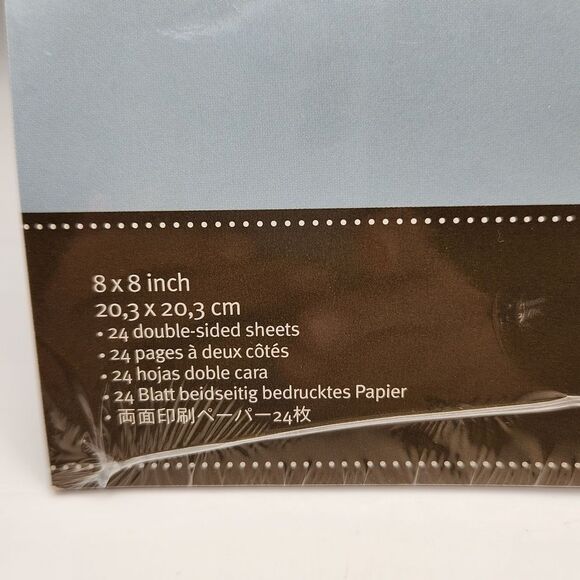 8 x 8 inch
20,3 x 20,3 cm
• 24 double-sided sheets
• 24 pages à deux côtés
• 24 hojas doble cara
• 24 Blatt beidseitig bedrucktes Papier
• 両面印刷ペーパー24枚